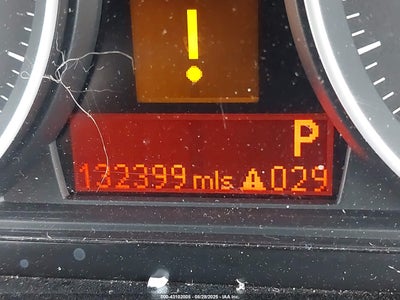 !
P
132399 mls 029
000-43102005 - 08/28/2025 - IAA Inc.